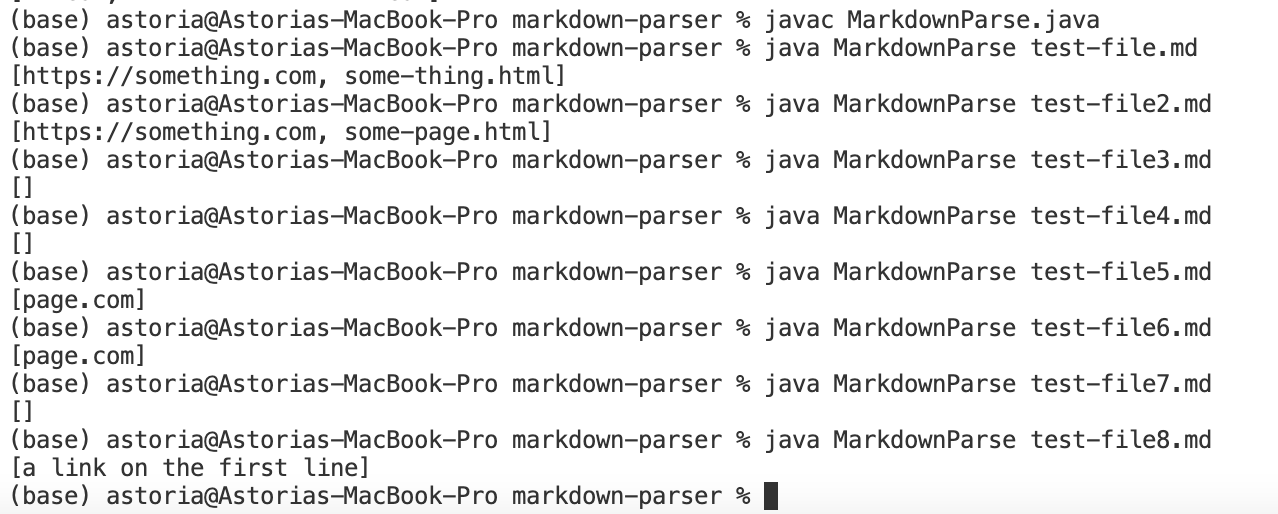 (base) astoria@Astorias-MacBook-Pro markdown-parser % javac MarkdownParse.java
(base) astoria@Astorias-MacBook-Pro markdown-parser % java MarkdownParse test-file.md
[https://something.com, some-thing.html]
(base) astoria@Astorias-MacBook-Pro markdown-parser % java MarkdownParse test-file2.md
[https://something.com, some-page.html]
(base) astoria@Astorias-MacBook-Pro markdown-parser % java MarkdownParse test-file3.md
[]
(base) astoria@Astorias-MacBook-Pro markdown-parser % java MarkdownParse test-file4.md
[]
(base) astoria@Astorias-MacBook-Pro markdown-parser % java MarkdownParse test-file5.md
[page.com]
(base) astoria@Astorias-MacBook-Pro markdown-parser % java MarkdownParse test-file6.md
[page.com]
(base) astoria@Astorias-MacBook-Pro markdown-parser % java MarkdownParse test-file7.md
[]
(base) astoria@Astorias-MacBook-Pro markdown-parser % java MarkdownParse test-file8.md
[a link on the first line]
(base) astoria@Astorias-MacBook-Pro markdown-parser %